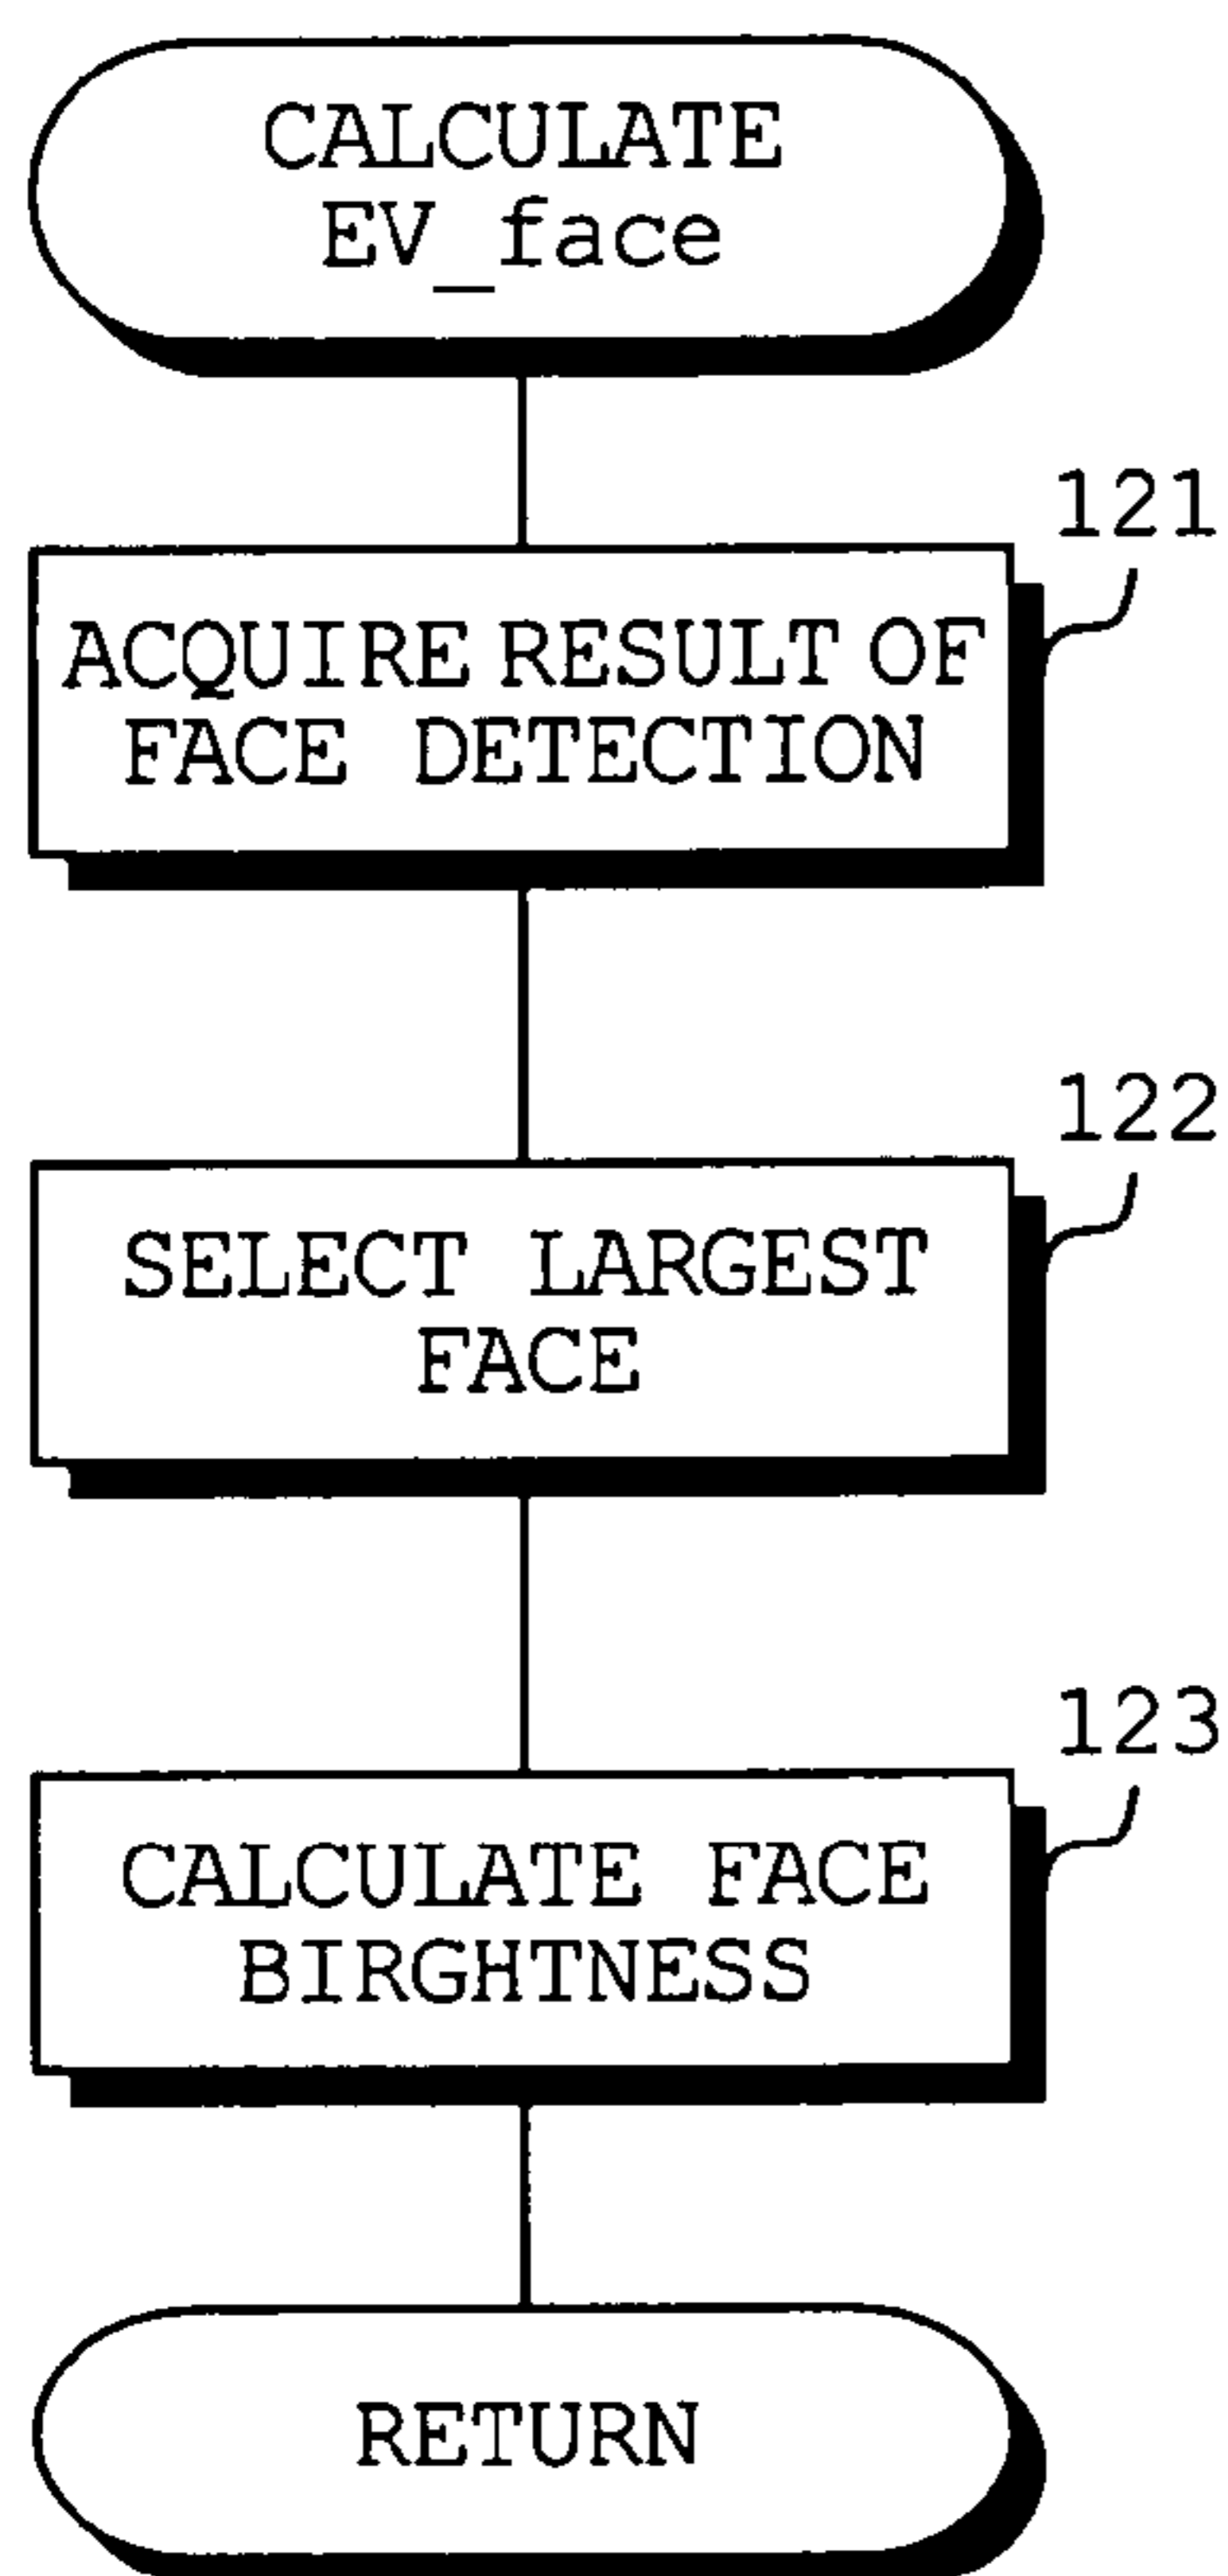 CALCULATE
EV_face
121
ACQUIRE RESULT OF
FACE DETECTION
122
SELECT LARGEST
FACE
123
CALCULATE FACE
BIRGHTNESS
RETURN